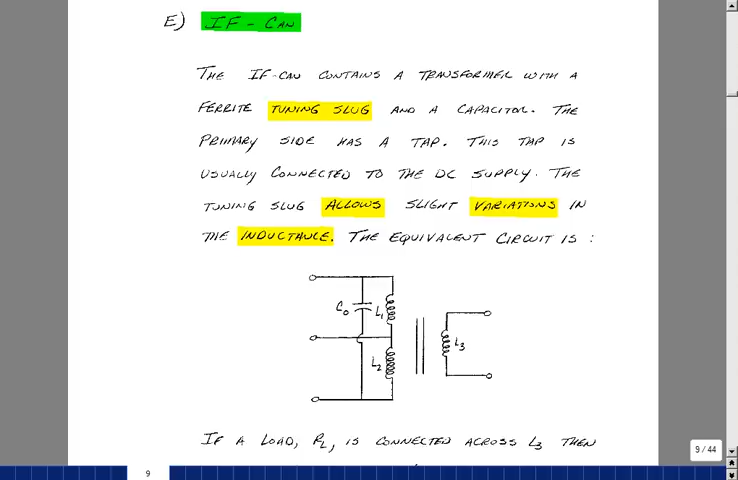 E) IF - CAN
THE IF-CAN CONTAINS A TRANSFORMER WITH A
FERRITE TUNING SLUG AND A CAPACITOR. THE
PRIMARY SIDE HAS A TAP. THIS TAP IS
USUALLY CONNECTED TO THE DC SUPPLY. THE
TUNING SLUG ALLOWS SLIGHT VARIATIONS IN
THE INDUCTANCE. THE EQUIVALENT CIRCUIT IS :
C₀ L₁
L₂ L₃
IF A LOAD, RL, IS CONNECTED ACROSS L₃ THEN
9 / 44
9